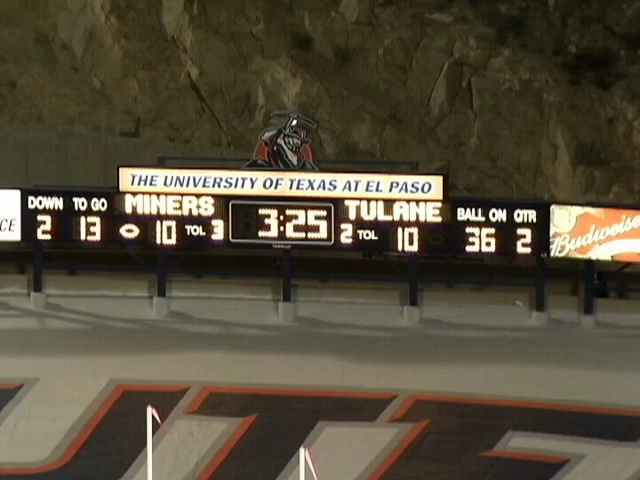 THE UNIVERSITY OF TEXAS AT EL PASO
DOWN TO GO MINERS 3:25 TULANE BALL ON QTR
2 13 10 TOL 3 2 TOL 10 36 2
Budweiser
UTE